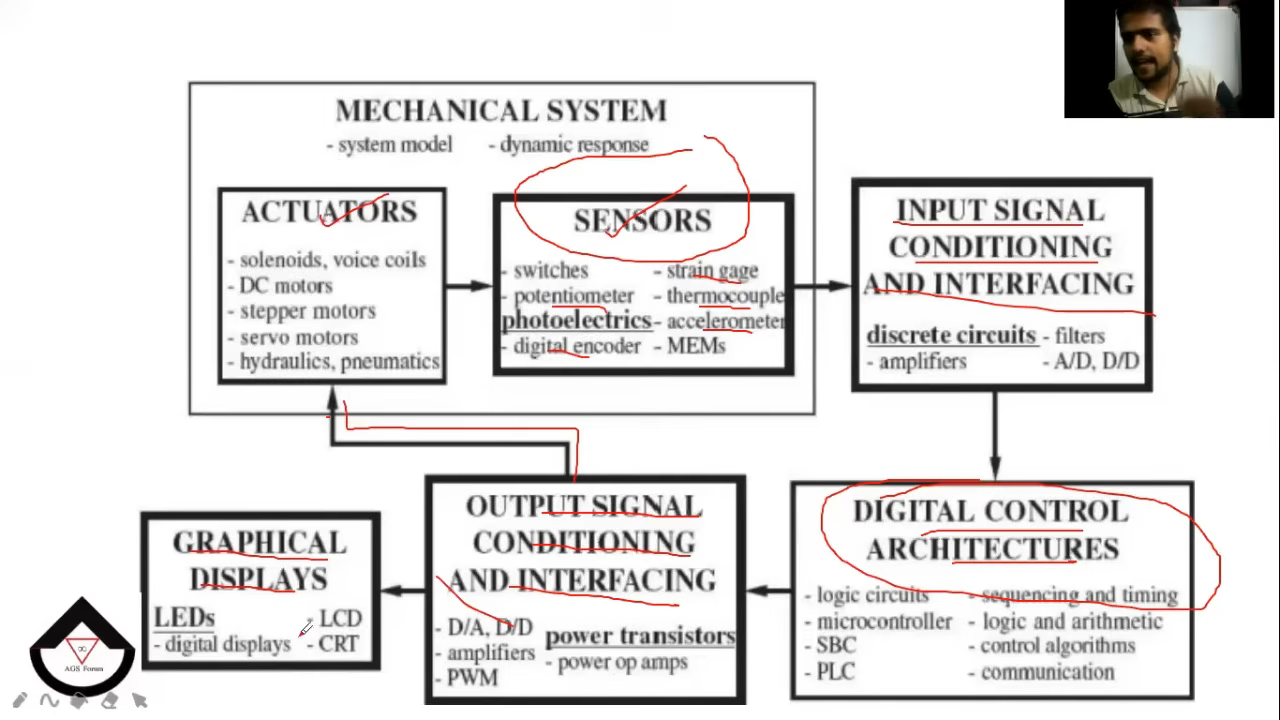 MECHANICAL SYSTEM
- system model - dynamic response
ACTUATORS
- solenoids, voice coils
- DC motors
- stepper motors
- servo motors
- hydraulics, pneumatics
SENSORS
- switches - strain gage
- potentiometer - thermocouple
photoelectrics - accelerometer
- digital encoder - MEMs
INPUT SIGNAL
CONDITIONING
AND INTERFACING
discrete circuits - filters
- amplifiers - A/D, D/D
GRAPHICAL
DISPLAYS
LEDs - LCD
- digital displays - CRT
OUTPUT SIGNAL
CONDITIONING
AND INTERFACING
- D/A, D/D power transistors
- amplifiers - power op amps
- PWM
DIGITAL CONTROL
ARCHITECTURES
- logic circuits - sequencing and timing
- microcontroller - logic and arithmetic
- SBC - control algorithms
- PLC - communication
∞
AGS Forum